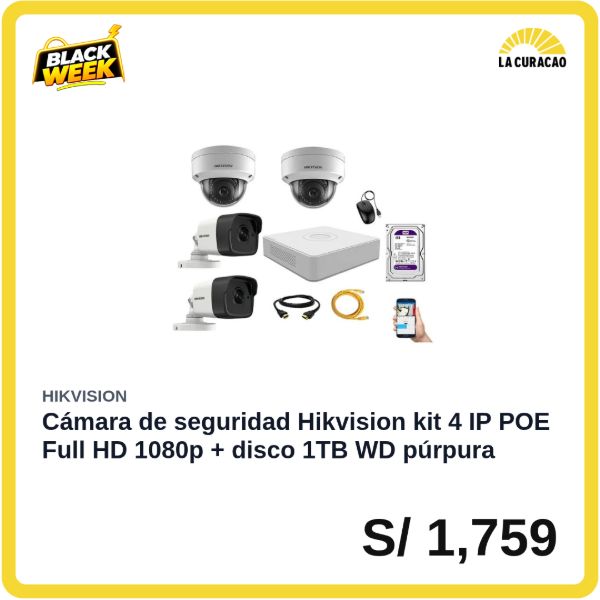 BLACK
WEEK
LA CURACAO
HIKVISION
Cámara de seguridad Hikvision kit 4 IP POE
Full HD 1080p + disco 1TB WD púrpura
S/ 1,759